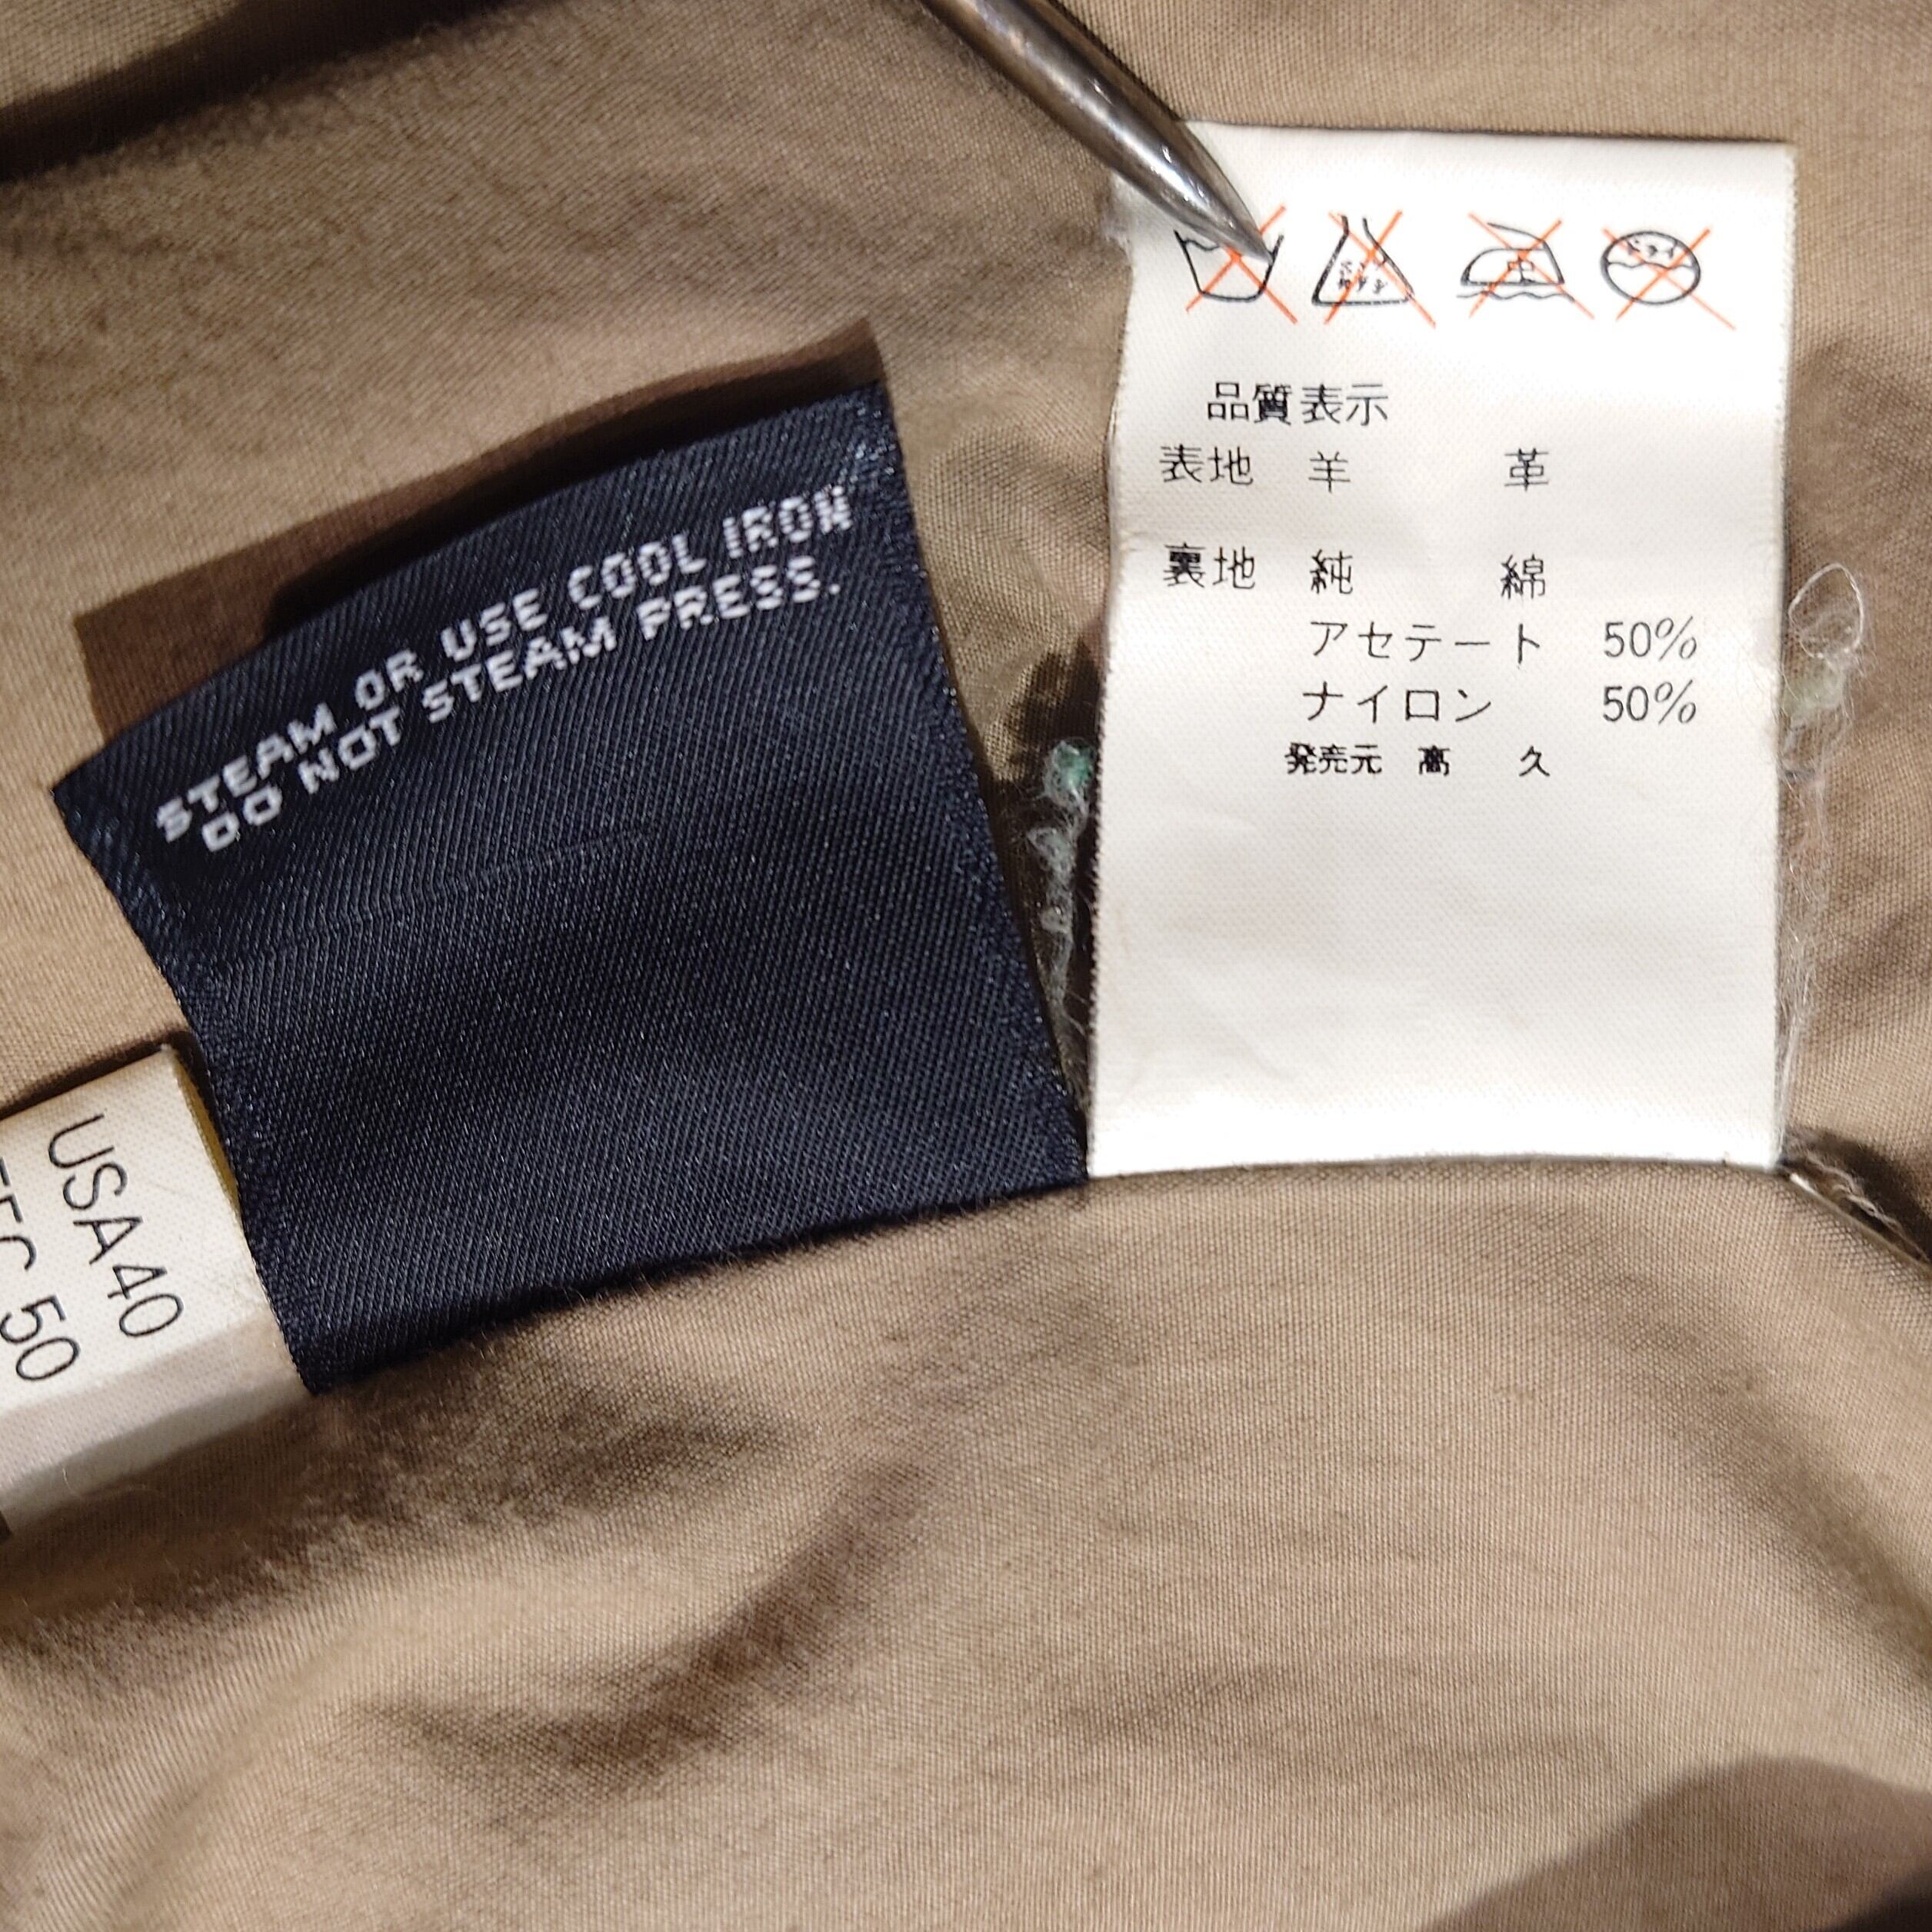 STEAM OR USE COOL IRON
DO NOT STEAM PRESS.
USA 40
50
品質表示
表地 羊 革
裏地 純 綿
アセテート 50%
ナイロン 50%
発売元 髙 久